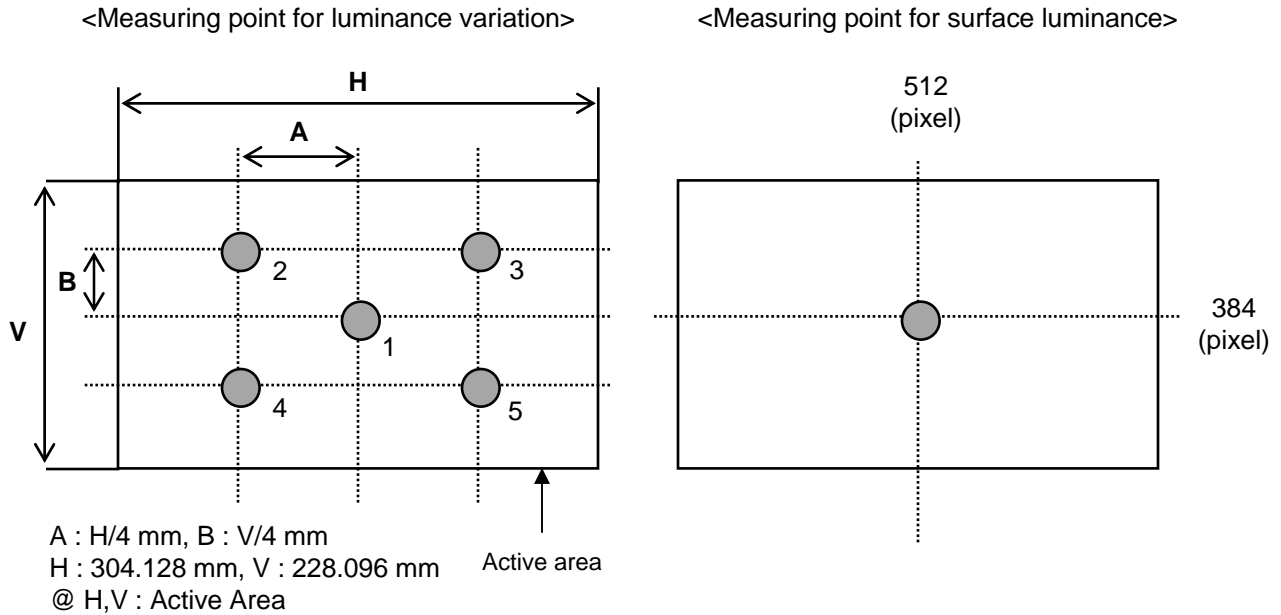 <Measuring point for luminance variation>
<Measuring point for surface luminance>
H
A
B
V
2
3
1
4
5
A : H/4 mm, B : V/4 mm
H : 304.128 mm, V : 228.096 mm
@ H,V : Active Area
Active area
512
(pixel)
384
(pixel)